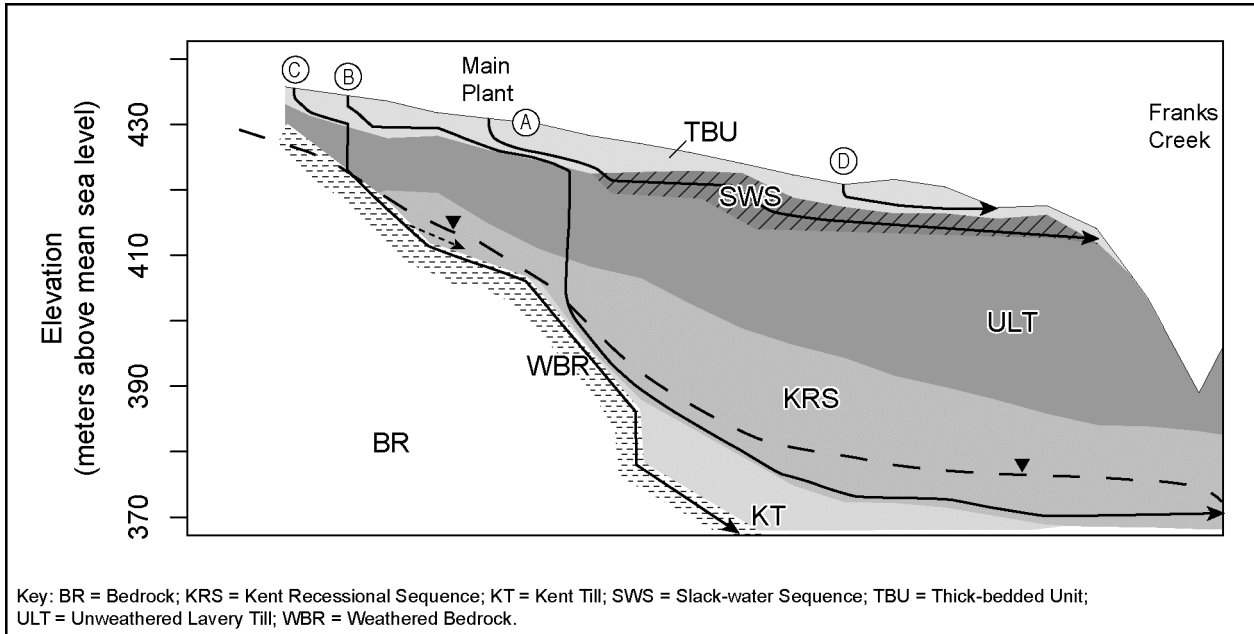 C
B
Main
Plant
A
TBU
Franks
Creek
D
SWS
430
410
390
370
Elevation
(meters above mean sea level)
ULT
WBR
KRS
BR
KT
Key: BR = Bedrock; KRS = Kent Recessional Sequence; KT = Kent Till; SWS = Slack-water Sequence; TBU = Thick-bedded Unit;
ULT = Unweathered Lavery Till; WBR = Weathered Bedrock.